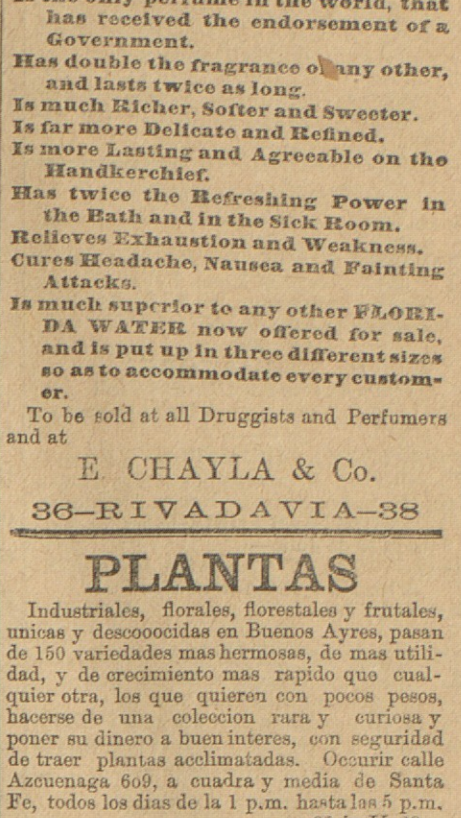 is the only perfume in the world, that
has received the endorsement of a
Government.
Has double the fragrance of any other,
and lasts twice as long.
Is much Richer, Softer and Sweeter.
Is far more Delicate and Refined.
Is more Lasting and Agreeable on the
Handkerchief.
Has twice the Refreshing Power in
the Bath and in the Sick Room.
Relieves Exhaustion and Weakness.
Cures Headache, Nausea and Fainting
Attacks.
Is much superior to any other FLORI-
DA WATER now offered for sale,
and is put up in three different sizes
so as to accommodate every custom-
er.
To be sold at all Druggists and Perfumers
and at
E. CHAYLA & Co.
36—RIVADAVIA—38
PLANTAS
Industriales, florales, florestales y frutales,
unicas y descooocidas en Buenos Ayres, pasan
de 150 variedades mas hermosas, de mas utili-
dad, y de crecimiento mas rapido que cual-
quier otra, los que quieren con pocos pesos,
hacerse de una coleccion rara y curiosa y
poner su dinero a buen interes, con seguridad
de traer plantas acclimatadas. Occurir calle
Azcuenaga 609, a cuadra y media de Santa
Fe, todos los dias de la 1 p.m. hasta las 5 p.m.